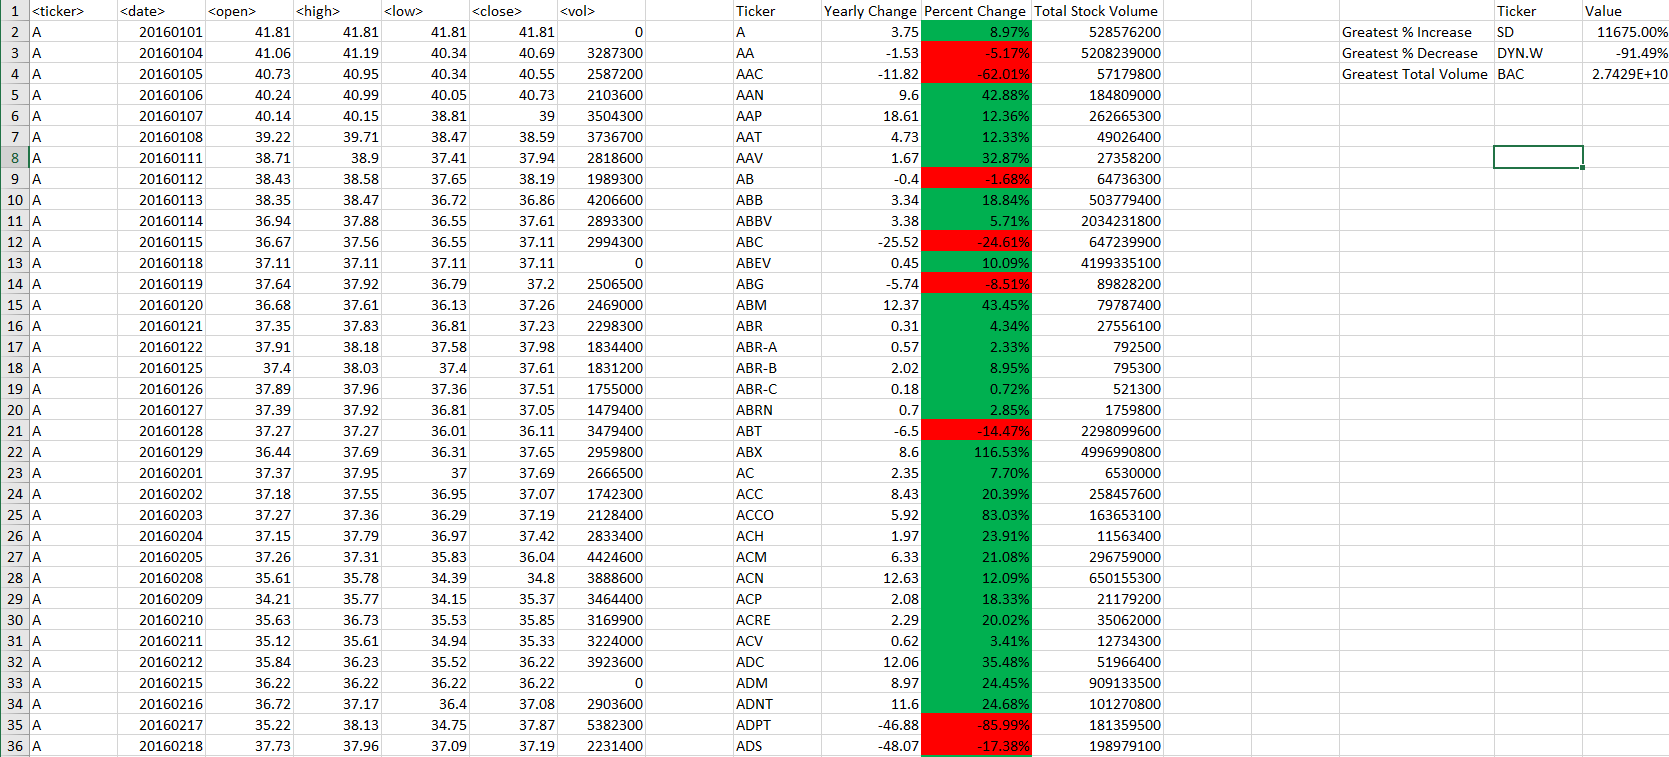 1 <ticker> <date> <open> <high> <low> <close> <vol> Ticker Yearly Change Percent Change Total Stock Volume Ticker Value
2 A 20160101 41.81 41.81 41.81 41.81 0 A 3.75 8.97% 528576200 Greatest % Increase SD 11675.00%
3 A 20160104 41.06 41.19 40.34 40.69 3287300 AA -1.53 -5.17% 5208239000 Greatest % Decrease DYN.W -91.49%
4 A 20160105 40.73 40.95 40.34 40.55 2587200 AAC -11.82 -62.01% 57179800 Greatest Total Volume BAC 2.7429E+10
5 A 20160106 40.24 40.99 40.05 40.73 2103600 AAN 9.6 42.88% 184809000
6 A 20160107 40.14 40.15 38.81 39 3504300 AAP 18.61 12.36% 262665300
7 A 20160108 39.22 39.71 38.47 38.59 3736700 AAT 4.73 12.33% 49026400
8 A 20160111 38.71 38.9 37.41 37.94 2818600 AAV 1.67 32.87% 27358200
9 A 20160112 38.43 38.58 37.65 38.19 1989300 AB -0.4 -1.68% 64736300
10 A 20160113 38.35 38.47 36.72 36.86 4206600 ABB 3.34 18.84% 503779400
11 A 20160114 36.94 37.88 36.55 37.61 2893300 ABBV 3.38 5.71% 2034231800
12 A 20160115 36.67 37.56 36.55 37.11 2994300 ABC -25.52 -24.61% 647239900
13 A 20160118 37.11 37.11 37.11 37.11 0 ABEV 0.45 10.09% 4199335100
14 A 20160119 37.64 37.92 36.79 37.2 2506500 ABG -5.74 -8.51% 89828200
15 A 20160120 36.68 37.61 36.13 37.26 2469000 ABM 12.37 43.45% 79787400
16 A 20160121 37.35 37.83 36.81 37.23 2298300 ABR 0.31 4.34% 27556100
17 A 20160122 37.91 38.18 37.58 37.98 1834400 ABR-A 0.57 2.33% 792500
18 A 20160125 37.4 38.03 37.4 37.61 1831200 ABR-B 2.02 8.95% 795300
19 A 20160126 37.89 37.96 37.36 37.51 1755000 ABR-C 0.18 0.72% 521300
20 A 20160127 37.39 37.92 36.81 37.05 1479400 ABRN 0.7 2.85% 1759800
21 A 20160128 37.27 37.27 36.01 36.11 3479400 ABT -6.5 -14.47% 2298099600
22 A 20160129 36.44 37.69 36.31 37.65 2959800 ABX 8.6 116.53% 4996990800
23 A 20160201 37.37 37.95 37 37.69 2666500 AC 2.35 7.70% 6530000
24 A 20160202 37.18 37.55 36.95 37.07 1742300 ACC 8.43 20.39% 258457600
25 A 20160203 37.27 37.36 36.29 37.19 2128400 ACCO 5.92 83.03% 163653100
26 A 20160204 37.15 37.79 36.97 37.42 2833400 ACH 1.97 23.91% 11563400
27 A 20160205 37.26 37.31 35.83 36.04 4424600 ACM 6.33 21.08% 296759000
28 A 20160208 35.61 35.78 34.39 34.8 3888600 ACN 12.63 12.09% 650155300
29 A 20160209 34.21 35.77 34.15 35.37 3464400 ACP 2.08 18.33% 21179200
30 A 20160210 35.63 36.73 35.53 35.85 3169900 ACRE 2.29 20.02% 35062000
31 A 20160211 35.12 35.61 34.94 35.33 3224000 ACV 0.62 3.41% 12734300
32 A 20160212 35.84 36.23 35.52 36.22 3923600 ADC 12.06 35.48% 51966400
33 A 20160215 36.22 36.22 36.22 36.22 0 ADM 8.97 24.45% 909133500
34 A 20160216 36.72 37.17 36.4 37.08 2903600 ADNT 11.6 24.68% 101270800
35 A 20160217 35.22 38.13 34.75 37.87 5382300 ADPT -46.88 -85.99% 181359500
36 A 20160218 37.73 37.96 37.09 37.19 2231400 ADS -48.07 -17.38% 198979100